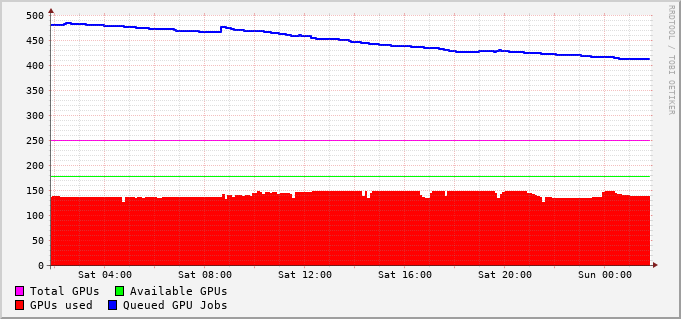 500
450
400
350
300
250
200
150
100
50
0
Sat 04:00 Sat 08:00 Sat 12:00 Sat 16:00 Sat 20:00 Sun 00:00
Total GPUs Available GPUs
GPUs used Queued GPU Jobs
RRDTOOL / TOBI OETIKER